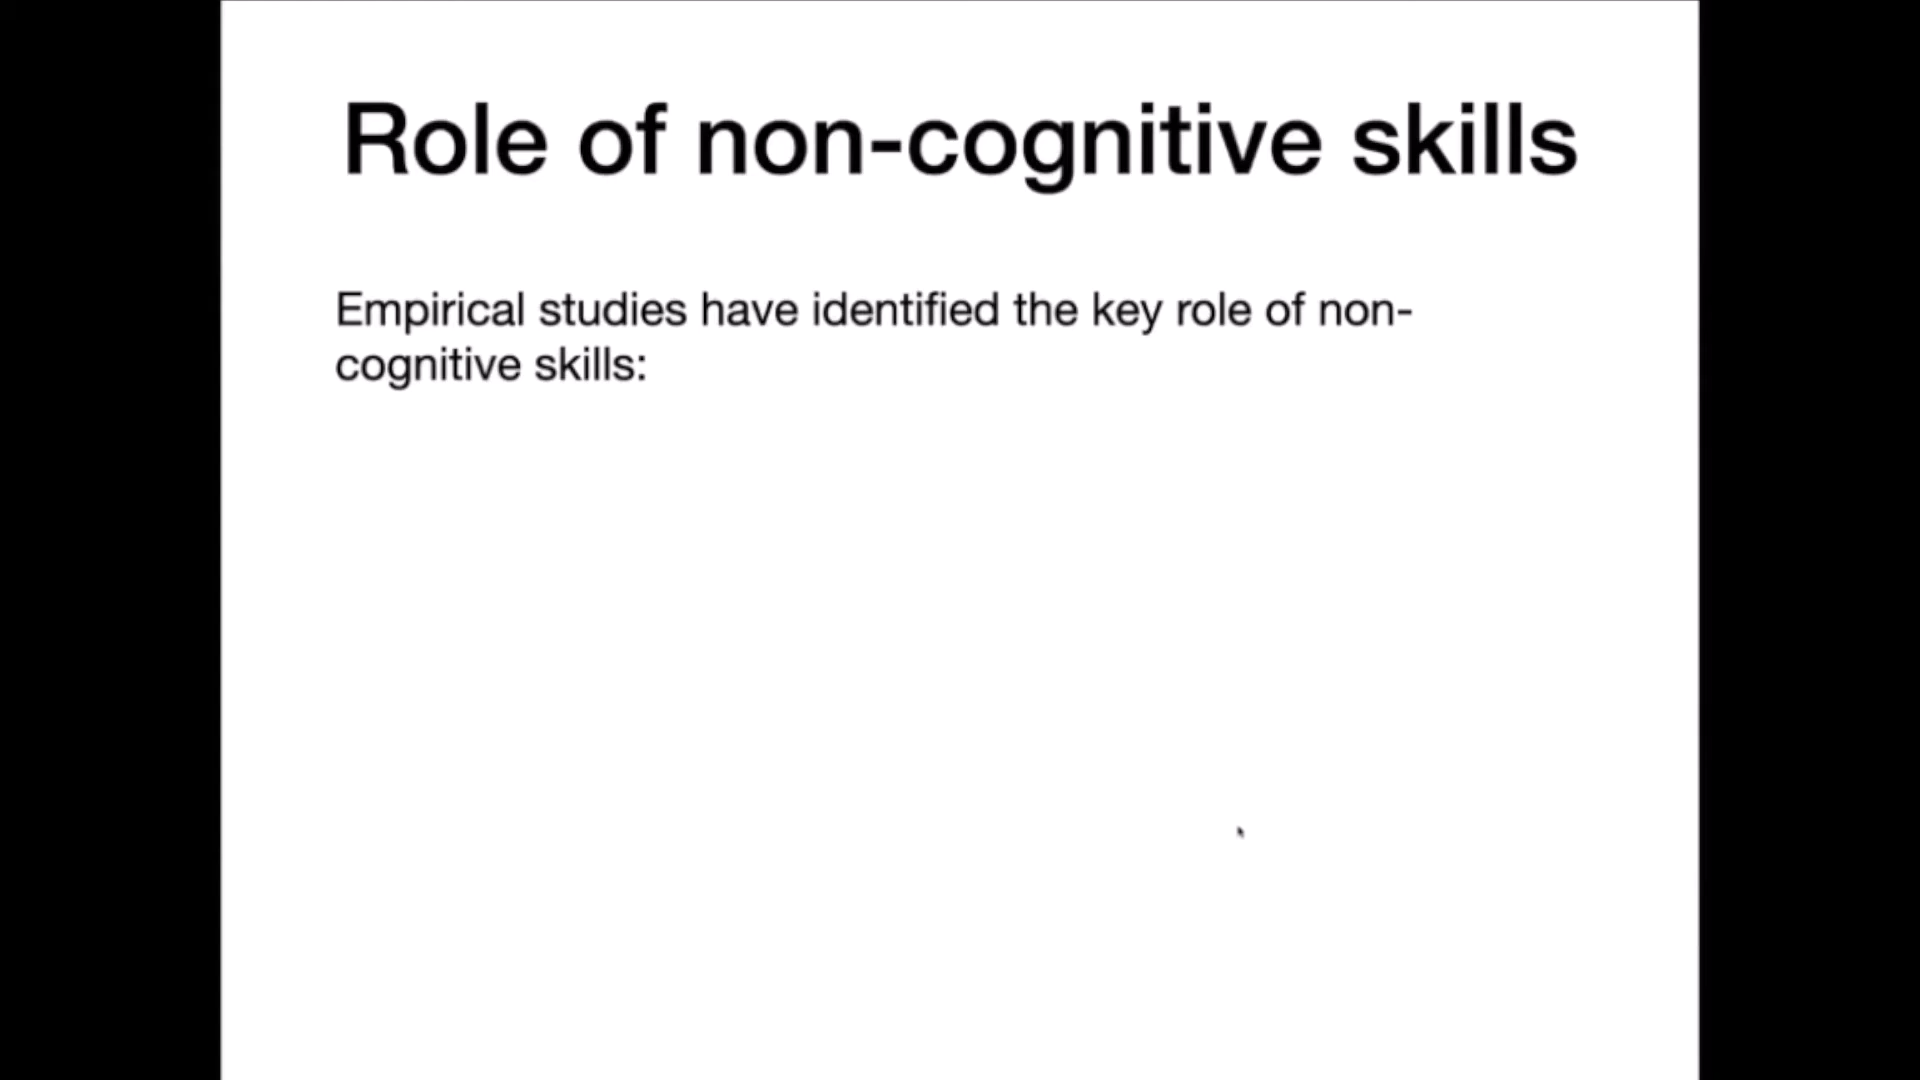 Role of non-cognitive skills
Empirical studies have identified the key role of non-
cognitive skills: